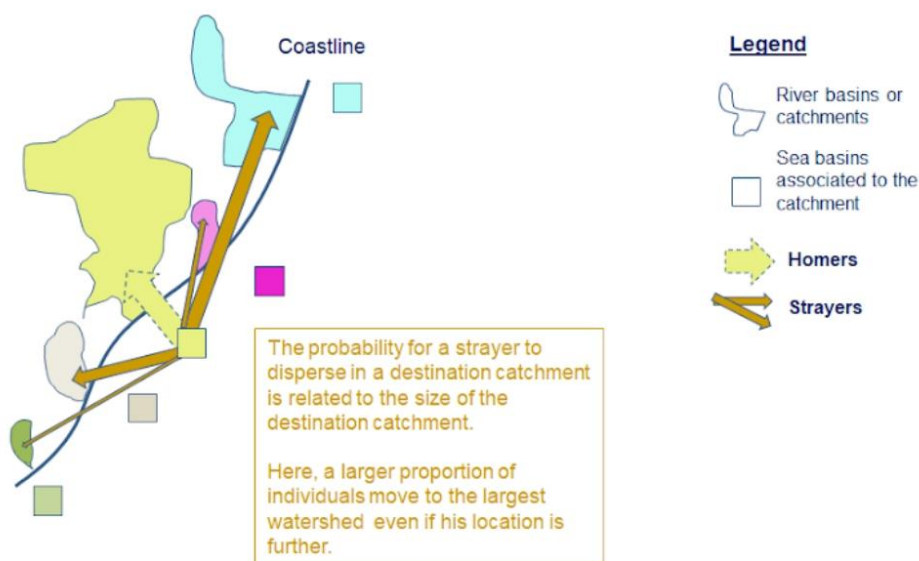 Coastline
Legend
River basins or
catchments
Sea basins
associated to the
catchment
Homers
Strayers
The probability for a strayer to
disperse in a destination catchment
is related to the size of the
destination catchment.
Here, a larger proportion of
individuals move to the largest
watershed even if his location is
further.